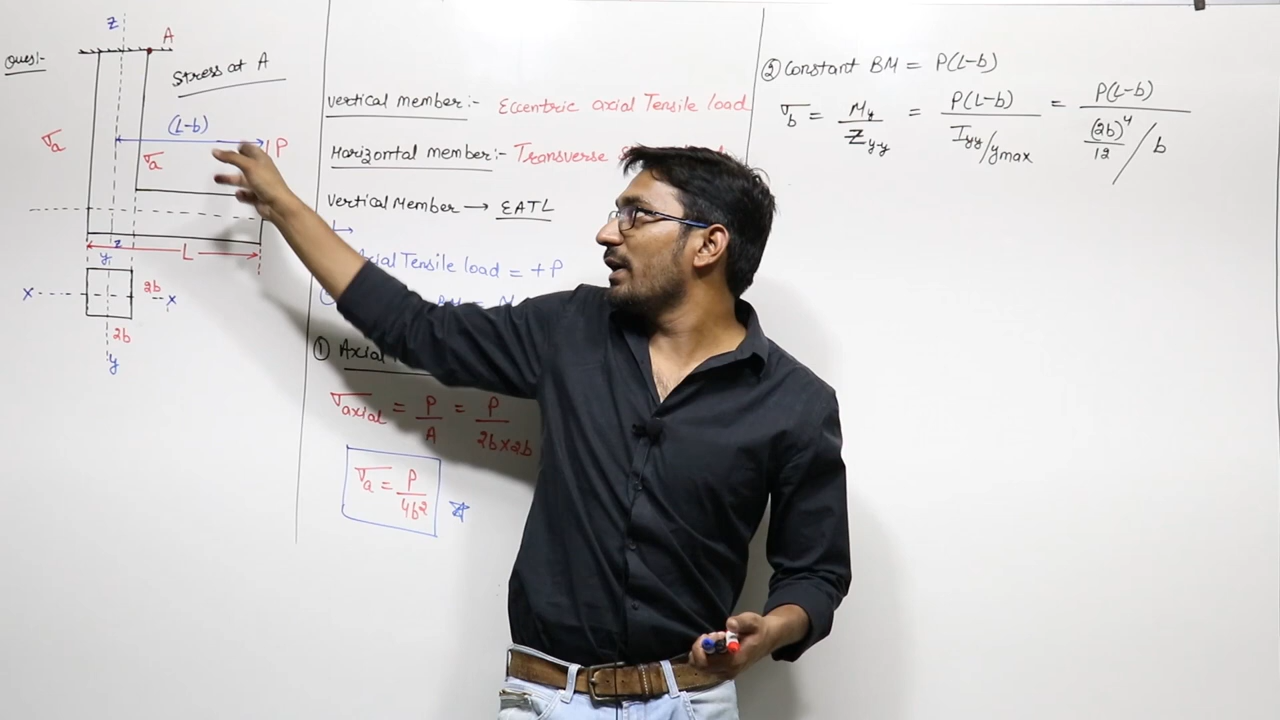 Ques:-
z
A
Stress at A
(L-b)
P
σa
σa
L
z
y
x
x
2b
2b
y
Vertical member:- Eccentric axial Tensile load
Horizontal member:- Transverse
Vertical Member → EATL
Axial Tensile load = +P
① Axial
σaxial = P/A = P/2b×2b
σa = P/4b²
② Constant BM = P(L-b)
σb = My/Zy-y = P(L-b)/Iyy/ymax = P(L-b)/(2b)⁴/12/b